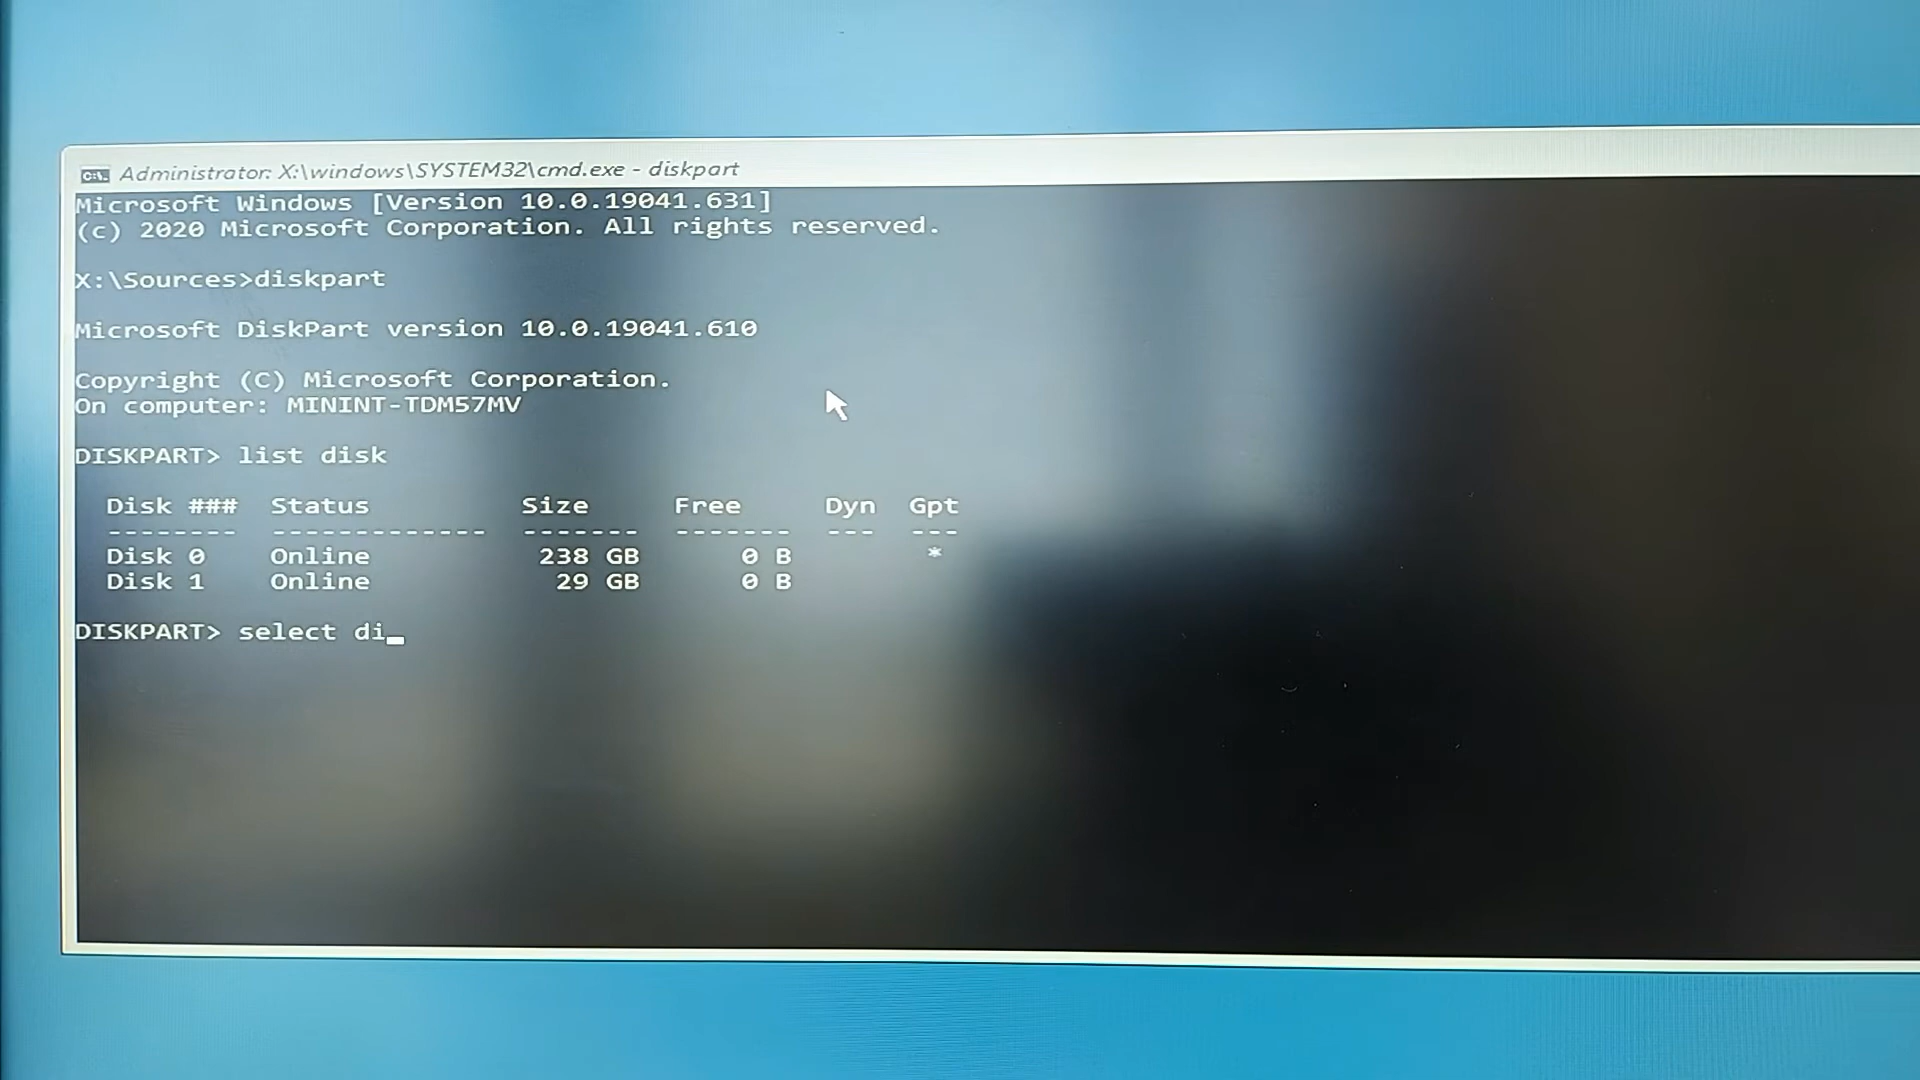 Administrator: X:\windows\SYSTEM32\cmd.exe - diskpart
Microsoft Windows [Version 10.0.19041.631]
(c) 2020 Microsoft Corporation. All rights reserved.
X:\Sources>diskpart
Microsoft DiskPart version 10.0.19041.610
Copyright (C) Microsoft Corporation.
On computer: MININT-TDM57MV
DISKPART> list disk
Disk ###  Status         Size     Free     Dyn  Gpt
--------  -------------  -------  -------  ---  ---
Disk 0    Online          238 GB      0 B        *
Disk 1    Online           29 GB      0 B
DISKPART> select di_